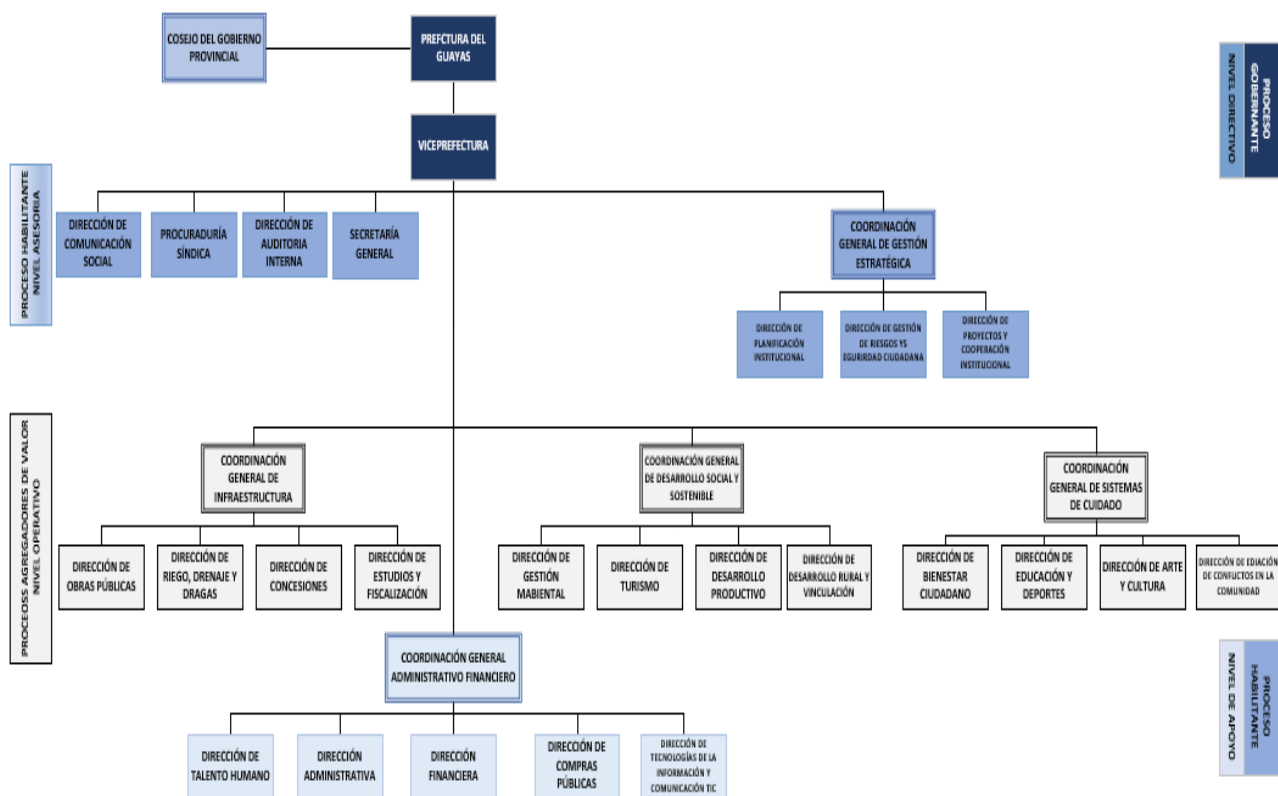 COSEJO DEL GOBIERNO
PROVINCIAL
PREFCTURA DEL
GUAYAS
PROCESO
GOBERNANTE
NIVEL DIRECTIVO
VICEPREFECTURA
PROCESO HABILITANTE
NIVEL ASESORIA
DIRECCIÓN DE
COMUNICACIÓN
SOCIAL
PROCURADURÍA
SÍNDICA
DIRECCIÓN DE
AUDITORIA
INTERNA
SECRETARÍA
GENERAL
COORDINACIÓN
GENERAL DE GESTIÓN
ESTRATÉGICA
DIRECCIÓN DE
PLANIFICACIÓN
INSTITUCIONAL
DIRECCIÓN DE GESTIÓN
DE RIESGOS YS
EGURIRDAD CIUDADANA
DIRECCIÓN DE
PROYECTOS Y
COOPERACIÓN
INSTITUCIONAL
PROCEOSS AGREGADORES DE VALOR
NIVEL OPERATIVO
COORDINACIÓN
GENERAL DE
INFRAESTRUCTURA
COORDINACIÓN GENERAL
DE DESARROLLO SOCIAL Y
SOSTENIBLE
COORDINACIÓN
GENERAL DE SISTEMAS
DE CUIDADO
DIRECCIÓN DE
OBRAS PÚBLICAS
DIRECCIÓN DE
RIEGO, DRENAJE Y
DRAGAS
DIRECCIÓN DE
CONCESIONES
DIRECCIÓN DE
ESTUDIOS Y
FISCALIZACIÓN
DIRECCIÓN DE
GESTIÓN
MABIENTAL
DIRECCIÓN DE
TURISMO
DIRECCIÓN DE
DESARROLLO
PRODUCTIVO
DIRECCIÓN DE
DESARROLLO RURAL Y
VINCULACIÓN
DIRECCIÓN DE
BIENESTAR
CIUDADANO
DIRECCIÓN DE
EDUCACIÓN Y
DEPORTES
DIRECCIÓN DE ARTE
Y CULTURA
DIRECCIÓN DE EDIACIÓN
DE CONFLICTOS EN LA
COMUNIDAD
COORDINACIÓN GENERAL
ADMINISTRATIVO FINANCIERO
PROCESO
HABILITANTE
NIVEL DE APOYO
DIRECCIÓN DE
TALENTO HUMANO
DIRECCIÓN
ADMINISTRATIVA
DIRECCIÓN
FINANCIERA
DIRECCIÓN DE
COMPRAS
PÚBLICAS
DIRECCIÓN DE
TECNOLOGÍAS DE LA
INFORMACIÓN Y
COMUNICACIÓN TIC